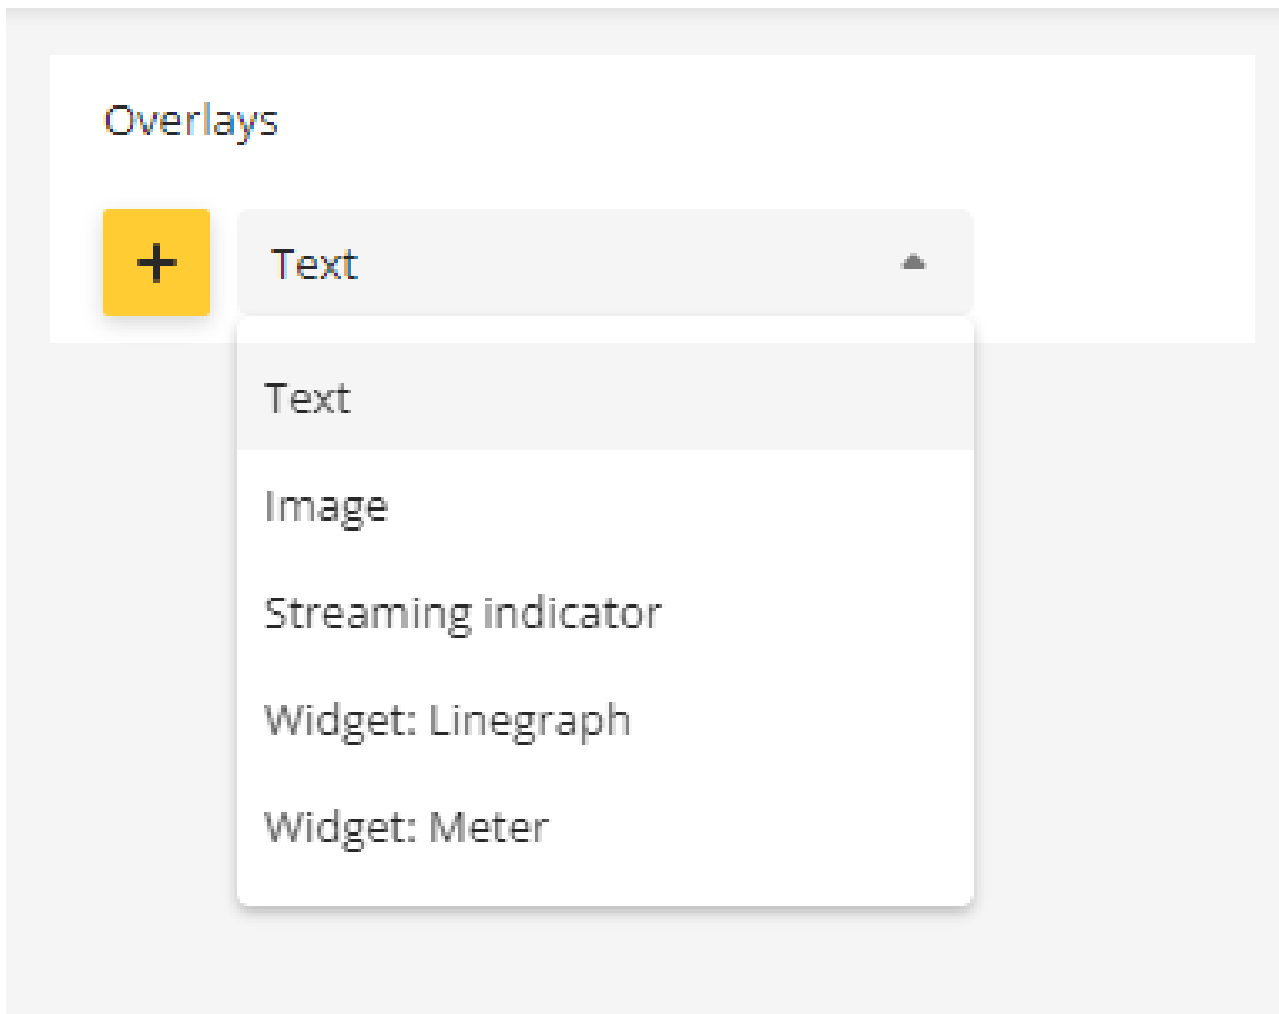 Overlays
+ Text
Text
Image
Streaming indicator
Widget: Linegraph
Widget: Meter